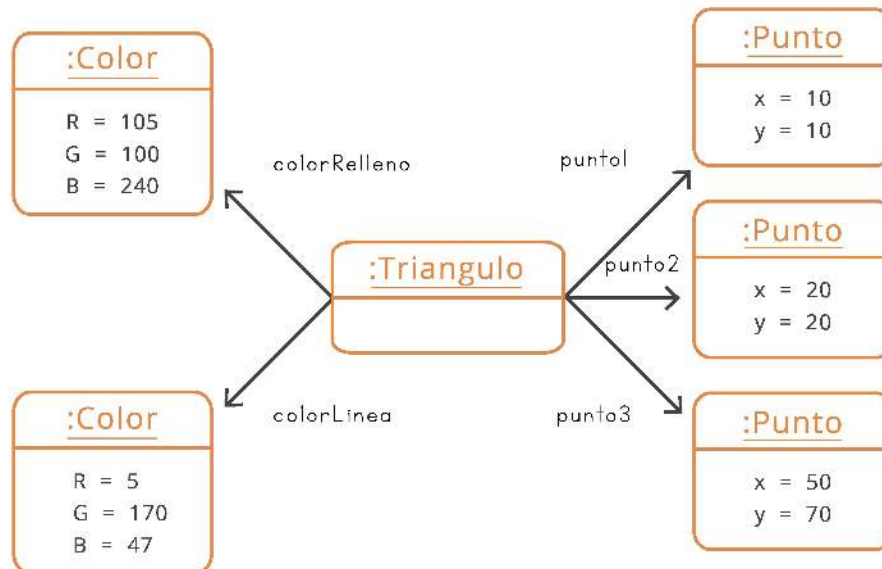 :Color
R = 105
G = 100
B = 240
colorRelleno
:Triangulo
colorLinea
:Color
R = 5
G = 170
B = 47
punto1
:Punto
x = 10
y = 10
punto2
:Punto
x = 20
y = 20
punto3
:Punto
x = 50
y = 70